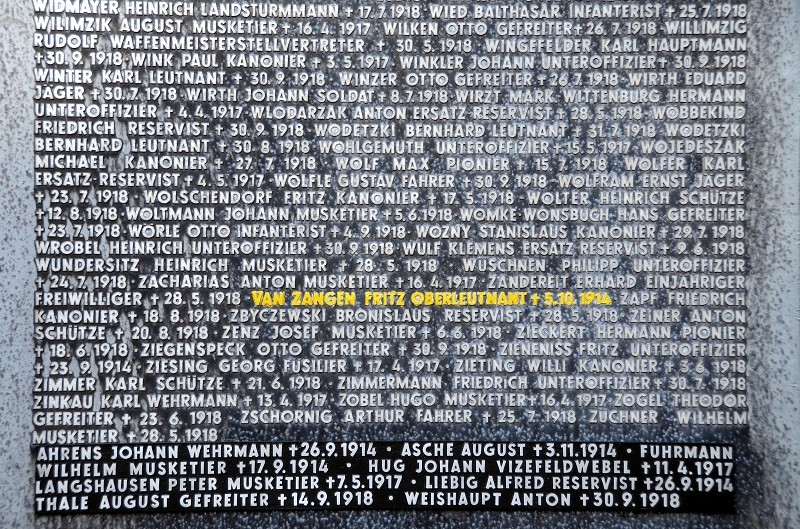 WIDMAYER HEINRICH LANDSTURMMANN † 17.7.1918 · WIED BALTHASAR INFANTERIST † 25.7.1918
WILIMZIK AUGUST MUSKETIER † 16.4.1917 · WILKEN OTTO GEFREITER † 26.7.1918 · WILLIMZIG
RUDOLF WAFFENMEISTERSTELLVERTRETER † 30.5.1918 · WINGEFELDER KARL HAUPTMANN
† 30.9.1918 · WINK PAUL KANONIER † 3.5.1917 · WINKLER JOHANN UNTEROFFIZIER † 30.9.1918
WINTER KARL LEUTNANT † 30.9.1918 · WINZER OTTO GEFREITER † 26.7.1918 · WIRTH EDUARD
JÄGER † 30.7.1918 · WIRTH JOHANN SOLDAT † 8.7.1918 · WIRZT MARK WITTENBURG HERMANN
UNTEROFFIZIER † 4.4.1917 · WLODARZAK ANTON ERSATZ-RESERVIST † 28.5.1918 · WOBBEKIND
FRIEDRICH RESERVIST † 30.9.1918 · WODETZKI BERNHARD LEUTNANT † 31.7.1918 · WODETZKI
BERNHARD LEUTNANT † 30.8.1918 · WOHLGEMUTH UNTEROFFIZIER † 15.5.1917 · WOJEDESZAK
MICHAEL KANONIER † 27.7.1918 · WOLF MAX PIONIER † 15.7.1918 · WOLFER KARL
ERSATZ-RESERVIST † 4.5.1917 · WOLFLE GUSTAV FAHRER † 30.9.1918 · WOLFRAM ERNST JÄGER
† 23.7.1918 · WOLSCHENDORF FRITZ KANONIER † 17.5.1918 · WOLTER HEINRICH SCHÜTZE
† 12.8.1918 · WOLTMANN JOHANN MUSKETIER † 5.6.1918 · WOMKE WONSBUGH HANS GEFREITER
† 23.7.1918 · WÖRLE OTTO INFANTERIST † 4.9.1918 · WOZNY STANISLAUS KANONIER † 29.7.1918
WROBEL HEINRICH UNTEROFFIZIER † 30.9.1918 · WULF KLEMENS ERSATZ RESERVIST † 9.6.1918
WUNDERSITZ HEINRICH MUSKETIER † 28.5.1918 · WÜSCHNEN PHILIPP UNTEROFFIZIER
† 24.7.1918 · ZACHARIAS ANTON MUSKETIER † 16.4.1917 · ZANDEREIT ERHARD EINJÄHRIGER
FREIWILLIGER † 28.5.1918 · VAN ZANGEN FRITZ OBERLEUTNANT † 5.10.1914 · ZAPF FRIEDRICH
KANONIER † 18.8.1918 · ZBYCZEWSKI BRONISLAUS RESERVIST † 28.5.1918 · ZEINER ANTON
SCHÜTZE † 20.8.1918 · ZENZ JOSEF MUSKETIER † 6.6.1918 · ZIECKERT HERMANN PIONIER
† 18.6.1918 · ZIEGENSPECK OTTO GEFREITER † 30.9.1918 · ZIENENISS FRITZ UNTEROFFIZIER
† 23.9.1914 · ZIESING GEORG FÜSILIER † 17.4.1917 · ZIETING WILLI KANONIER † 3.6.1918
ZIMMER KARL SCHÜTZE † 21.6.1918 · ZIMMERMANN FRIEDRICH UNTEROFFIZIER † 30.7.1918
ZINKAU KARL WEHRMANN † 13.4.1917 · ZOBEL HUGO MUSKETIER † 16.4.1917 · ZOGEL THEODOR
GEFREITER † 23.6.1918 · ZSCHORNIG ARTHUR FAHRER † 25.7.1918 · ZUCHNER WILHELM
MUSKETIER † 28.5.1918
AHRENS JOHANN WEHRMANN † 26.9.1914 · ASCHE AUGUST † 3.11.1914 · FUHRMANN
WILHELM MUSKETIER † 17.9.1914 · HUG JOHANN VIZEFELDWEBEL † 11.4.1917
LANGSHAUSEN PETER MUSKETIER † 7.5.1917 · LIEBIG ALFRED RESERVIST † 26.9.1914
THALE AUGUST GEFREITER † 14.9.1918 · WEISHAUPT ANTON † 30.9.1918